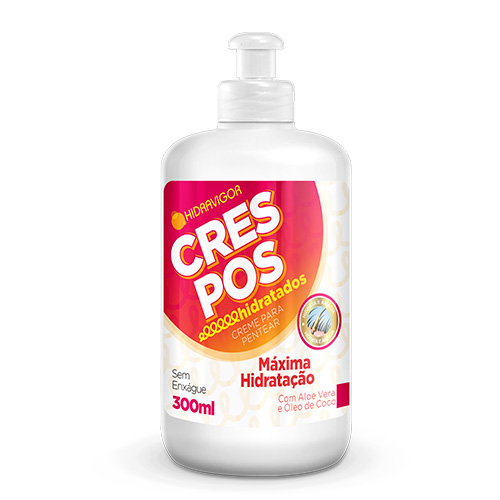 HIDRAVIGOR
CRES
POS
hidratados
CREME PARA
PENTEAR
Máxima
Hidratação
Sem
Enxágue
300ml
Com Aloe Vera
e Óleo de Coco